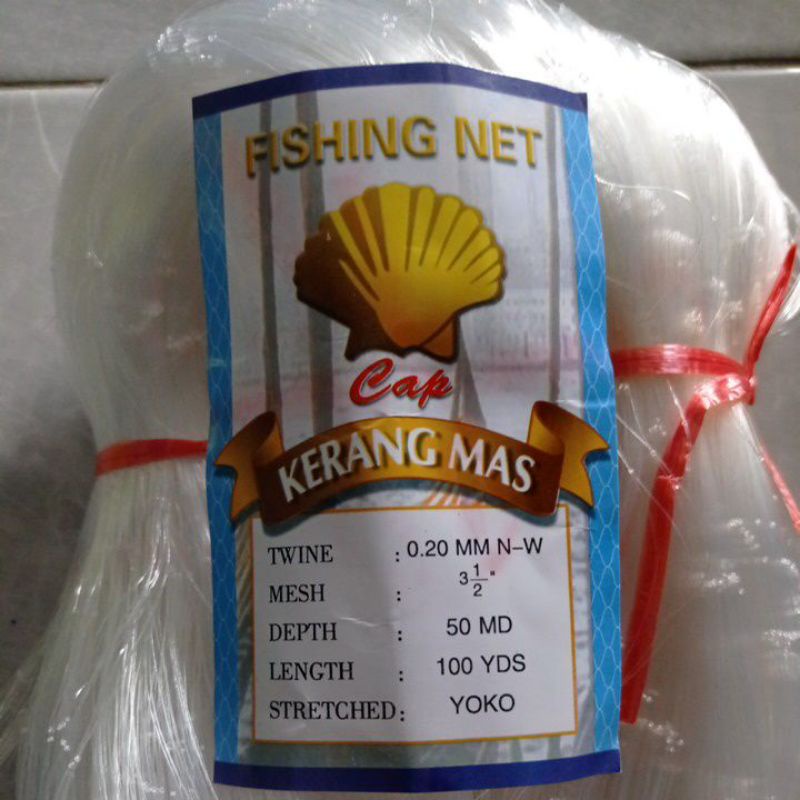 FISHING NET
Cap
KERANG MAS
TWINE : 0.20 MM N-W
MESH : 3 1/2"
DEPTH : 50 MD
LENGTH : 100 YDS
STRETCHED : YOKO